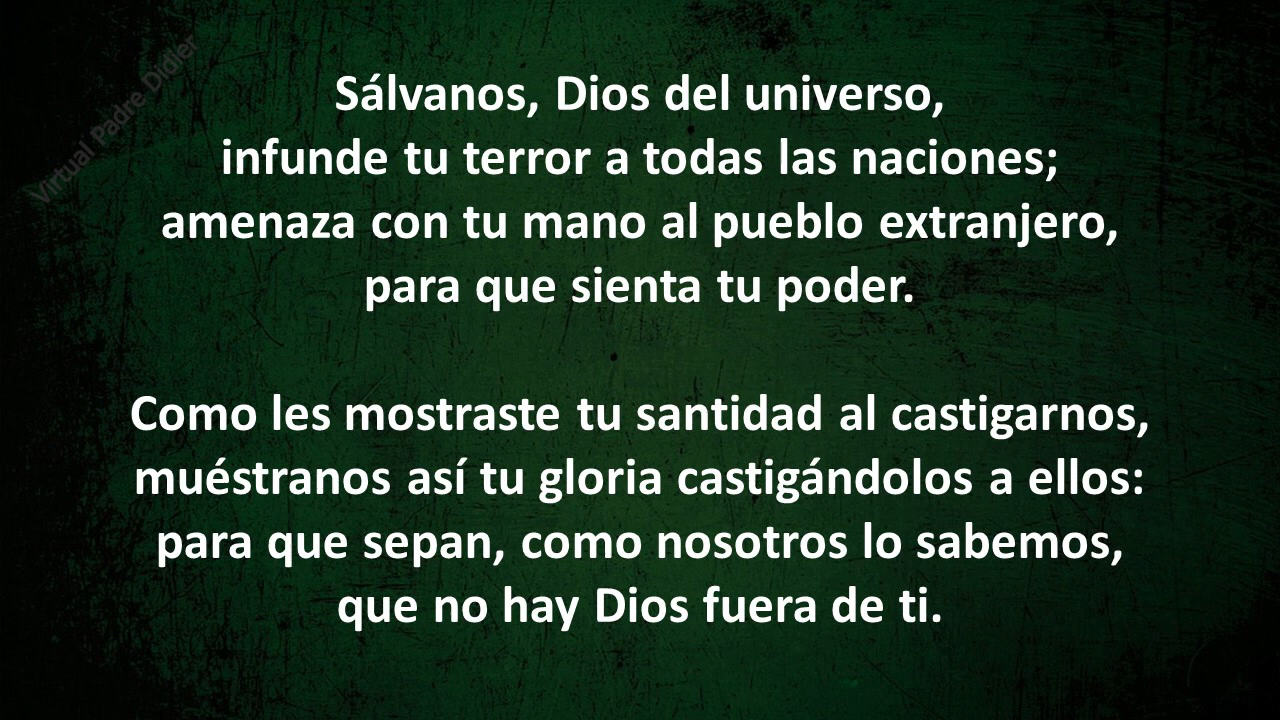 Virtual Padre Didier
Sálvanos, Dios del universo,
infunde tu terror a todas las naciones;
amenaza con tu mano al pueblo extranjero,
para que sienta tu poder.
Como les mostraste tu santidad al castigarnos,
muéstranos así tu gloria castigándolos a ellos:
para que sepan, como nosotros lo sabemos,
que no hay Dios fuera de ti.